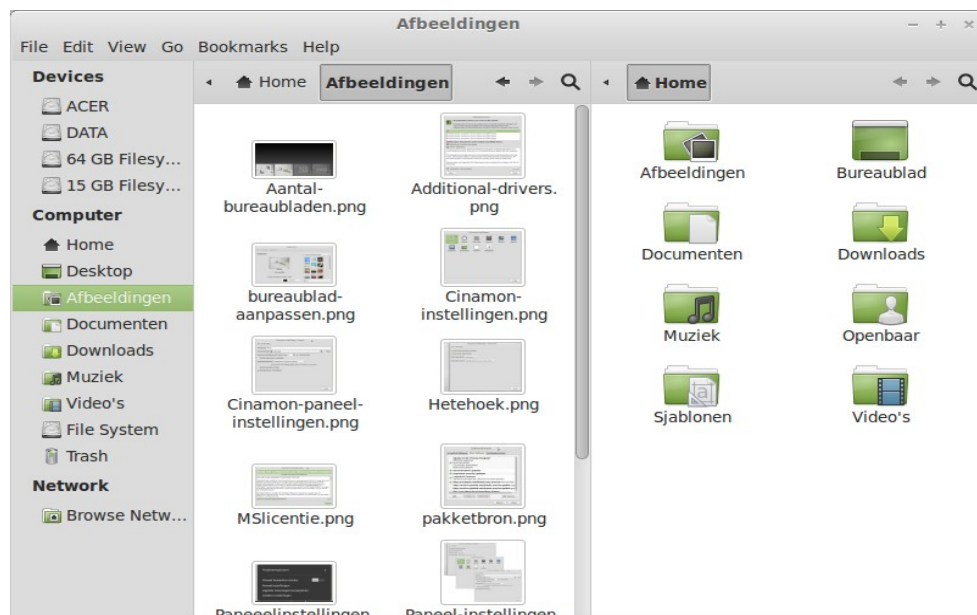 Afbeeldingen
File Edit View Go Bookmarks Help
Devices
ACER
DATA
64 GB Filesy...
15 GB Filesy...
Computer
Home
Desktop
Afbeeldingen
Documenten
Downloads
Muziek
Video's
File System
Trash
Network
Browse Netw...
Home Afbeeldingen
Aantal-
bureaubladen.png
Additional-drivers.
png
bureaublad-
aanpassen.png
Cinamon-
instellingen.png
Cinamon-paneel-
instellingen.png
Hetehoek.png
MSlicentie.png
pakketbron.png
Paneeelinstellingen
Paneel-instellingen
Home
Afbeeldingen
Bureaublad
Documenten
Downloads
Muziek
Openbaar
Sjablonen
Video's